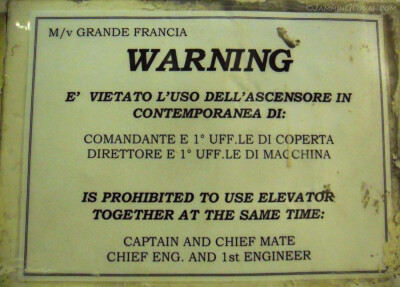 ©JAMMINGLOBAL.COM
M/v GRANDE FRANCIA
WARNING
E' VIETATO L'USO DELL'ASCENSORE IN
CONTEMPORANEA DI:
COMANDANTE E 1° UFF.LE DI COPERTA
DIRETTORE E 1° UFF.LE DI MACCHINA
IS PROHIBITED TO USE ELEVATOR
TOGETHER AT THE SAME TIME:
CAPTAIN AND CHIEF MATE
CHIEF ENG. AND 1st ENGINEER